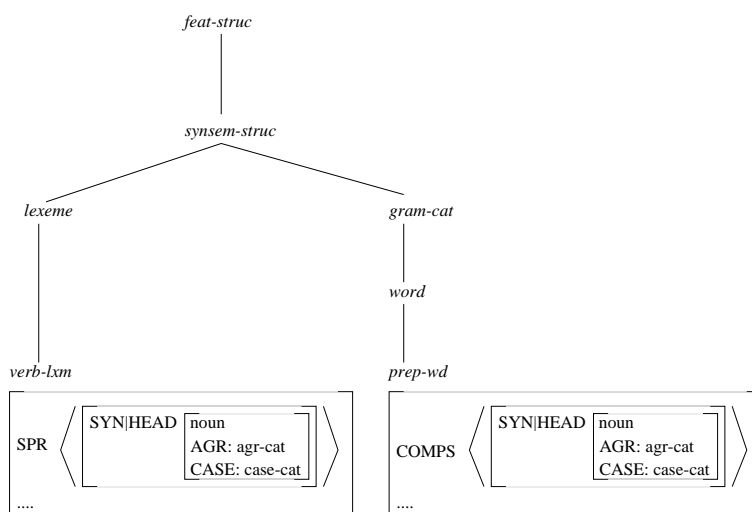 feat-struc
synsem-struc
lexeme gram-cat
word
verb-lxm prep-wd
SYN|HEAD noun SYN|HEAD noun
SPR AGR: agr-cat COMPS AGR: agr-cat
CASE: case-cat CASE: case-cat
.... ....